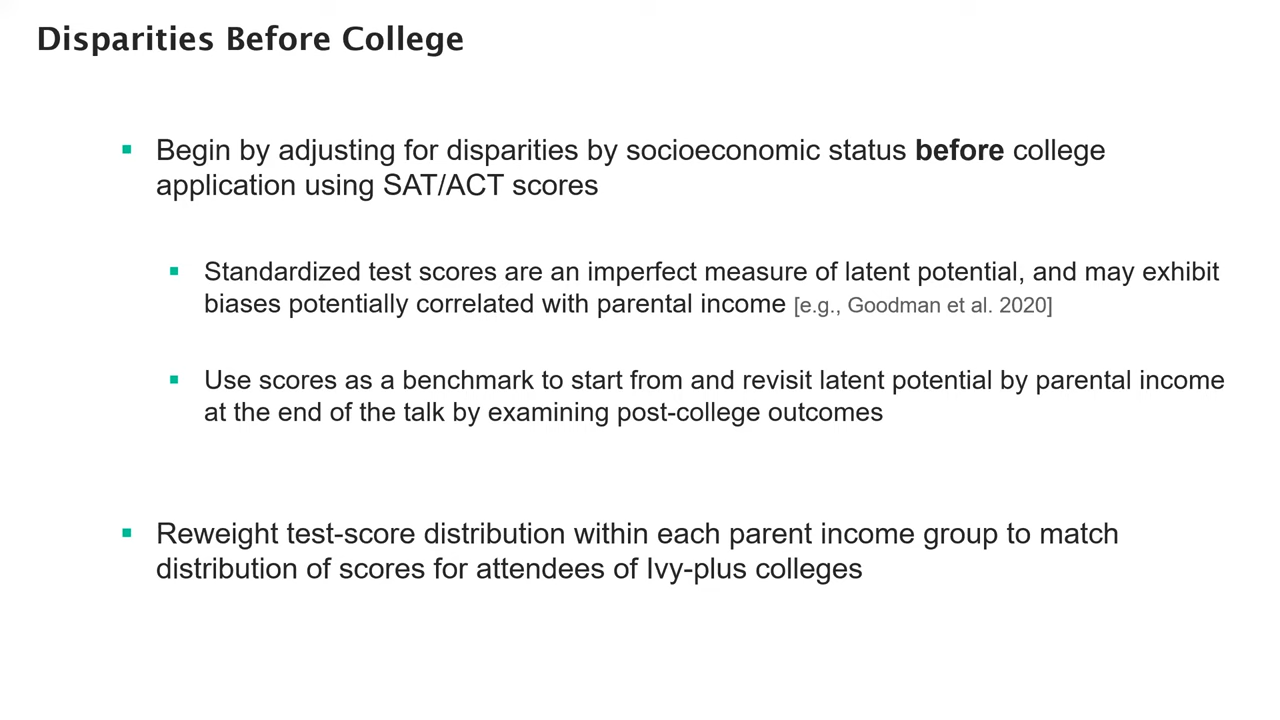 Disparities Before College
Begin by adjusting for disparities by socioeconomic status before college
application using SAT/ACT scores
Standardized test scores are an imperfect measure of latent potential, and may exhibit
biases potentially correlated with parental income [e.g., Goodman et al. 2020]
Use scores as a benchmark to start from and revisit latent potential by parental income
at the end of the talk by examining post-college outcomes
Reweight test-score distribution within each parent income group to match
distribution of scores for attendees of Ivy-plus colleges